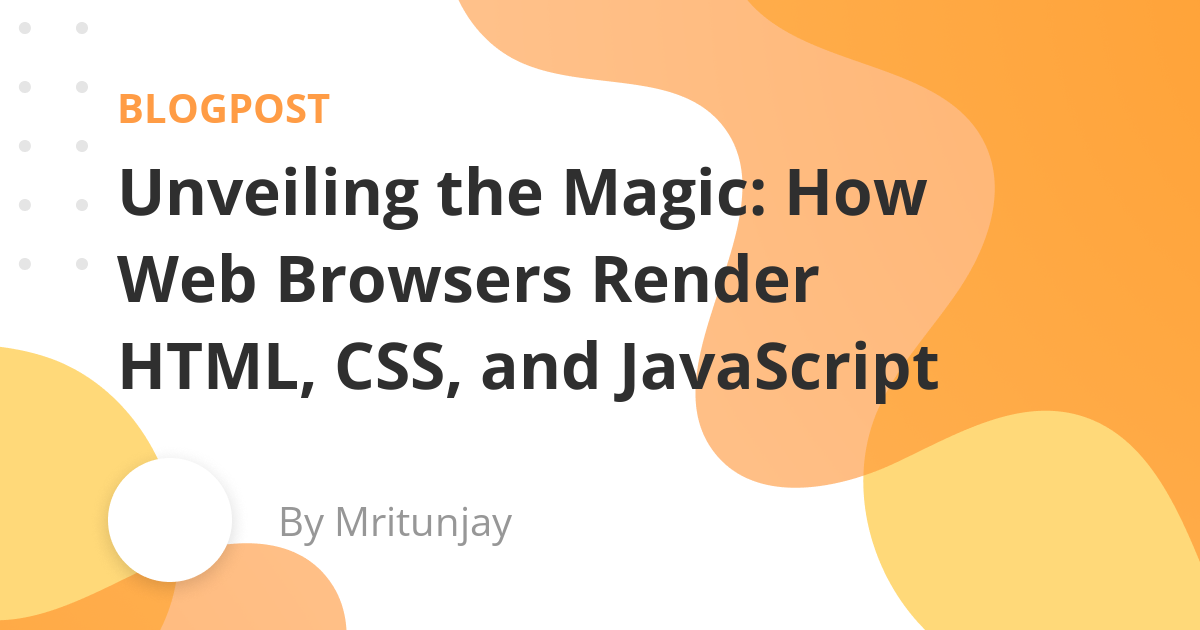 BLOGPOST
Unveiling the Magic: How
Web Browsers Render
HTML, CSS, and JavaScript
By Mritunjay